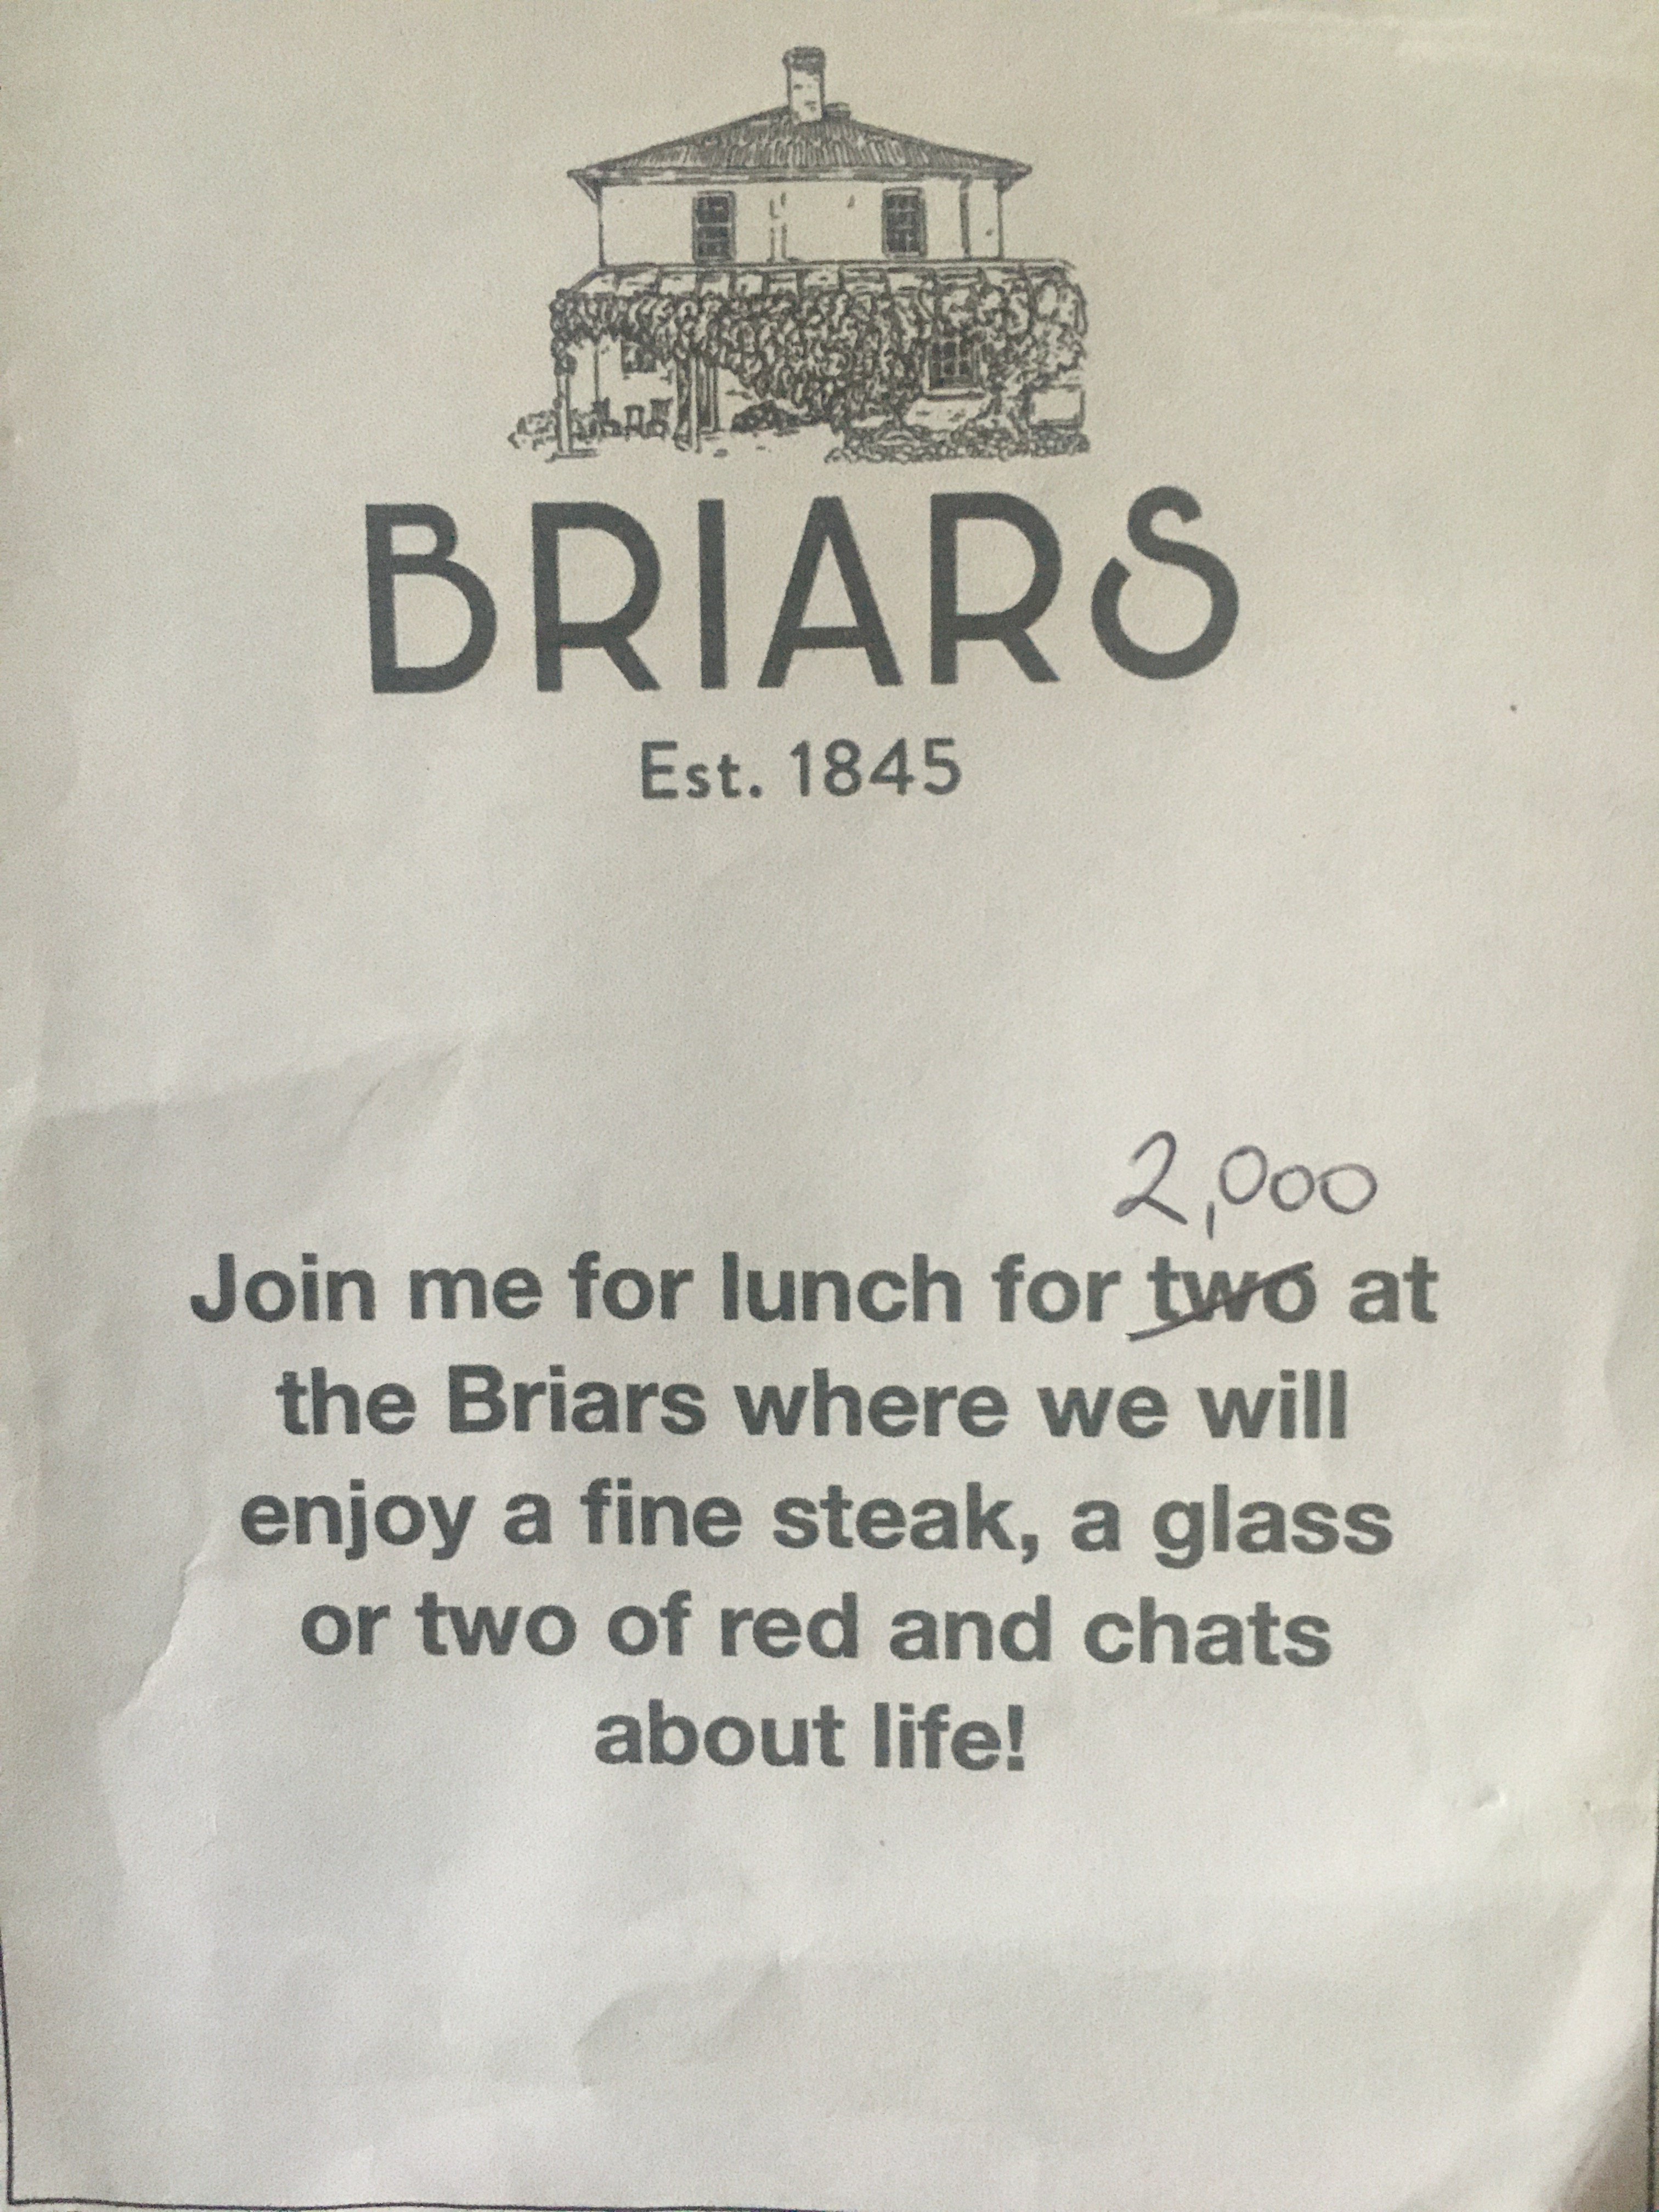 BRIARS
Est. 1845
2,000
Join me for lunch for two at
the Briars where we will
enjoy a fine steak, a glass
or two of red and chats
about life!